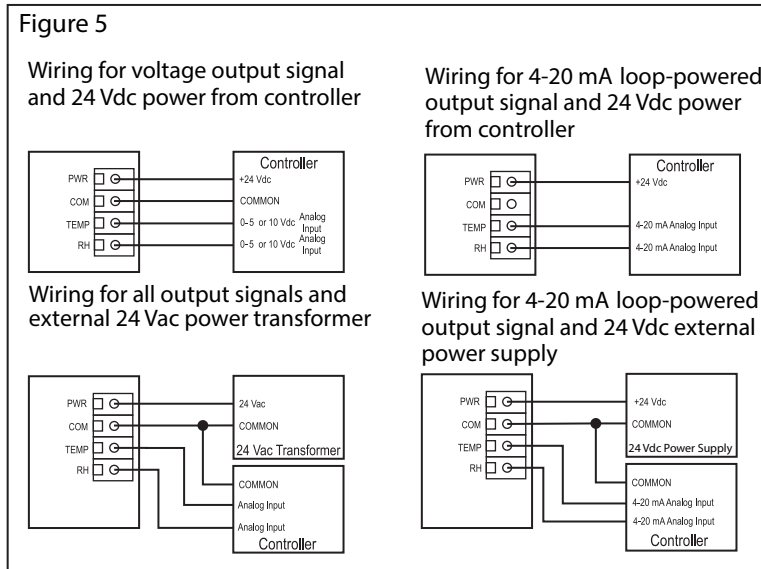 Figure 5
Wiring for voltage output signal
and 24 Vdc power from controller
PWR
COM
TEMP
RH
Controller
+24 Vdc
COMMON
0-5 or 10 Vdc Analog Input
0-5 or 10 Vdc Analog Input
Wiring for 4-20 mA loop-powered
output signal and 24 Vdc power
from controller
PWR
COM
TEMP
RH
Controller
+24 Vdc
4-20 mA Analog Input
4-20 mA Analog Input
Wiring for all output signals and
external 24 Vac power transformer
PWR
COM
TEMP
RH
24 Vac
COMMON
24 Vac Transformer
COMMON
Analog Input
Analog Input
Controller
Wiring for 4-20 mA loop-powered
output signal and 24 Vdc external
power supply
PWR
COM
TEMP
RH
+24 Vdc
COMMON
24 Vdc Power Supply
COMMON
4-20 mA Analog Input
4-20 mA Analog Input
Controller